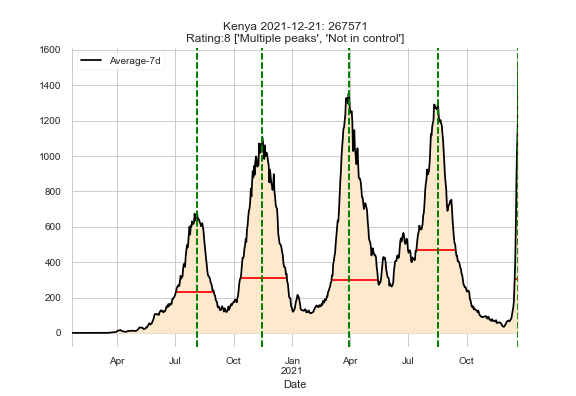 Kenya 2021-12-21: 267571
Rating:8 ['Multiple peaks', 'Not in control']
1600
1400
1200
1000
800
600
400
200
0
Average-7d
Apr Jul Oct Jan Apr Jul Oct
2021
Date